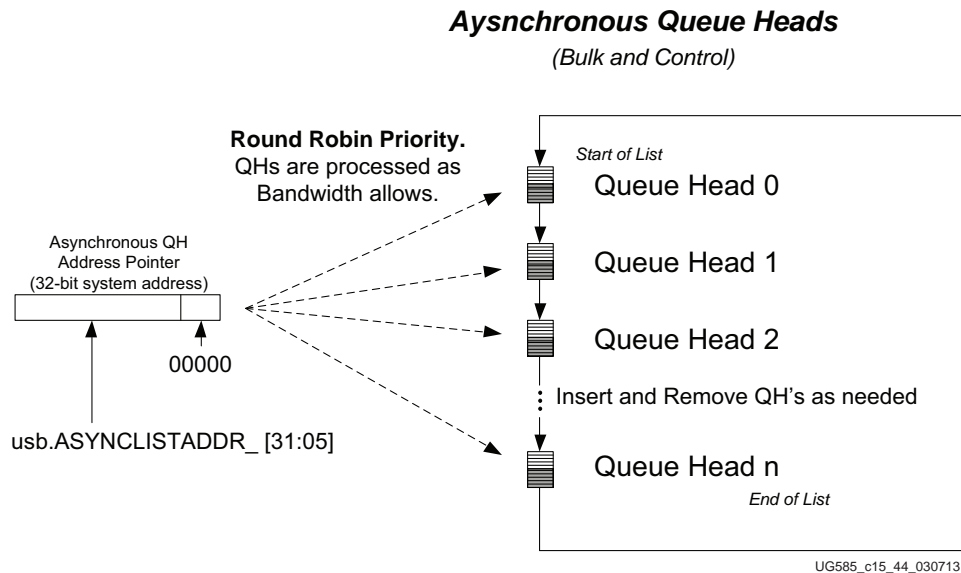 Aysnchronous Queue Heads
(Bulk and Control)
Round Robin Priority.
QHs are processed as
Bandwidth allows.
Start of List
Queue Head 0
Asynchronous QH
Address Pointer
(32-bit system address)
Queue Head 1
Queue Head 2
00000
Insert and Remove QH's as needed
usb.ASYNCLISTADDR_ [31:05]
Queue Head n
End of List
UG585_c15_44_030713